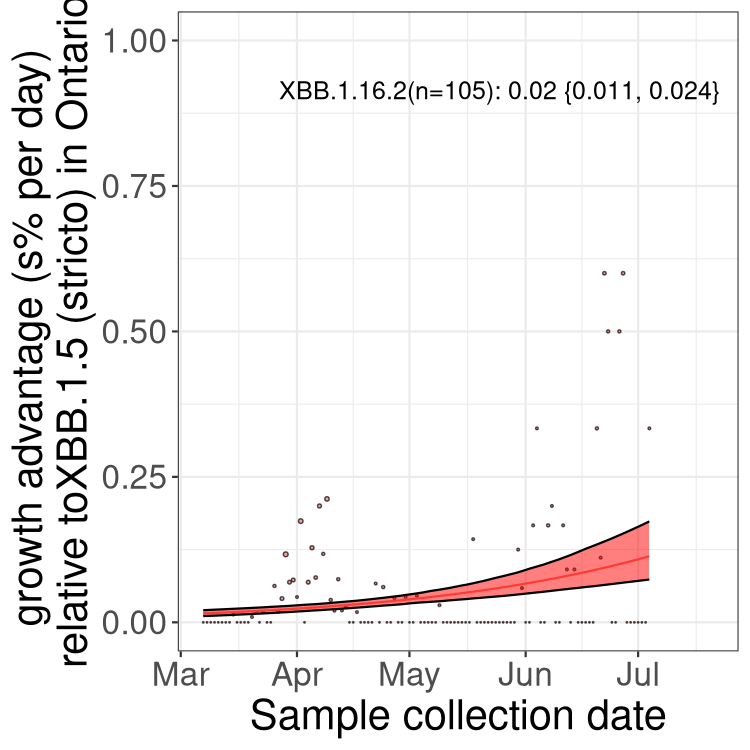 growth advantage (s% per day)
relative toXBB.1.5 (stricto) in Ontario
1.00
0.75
0.50
0.25
0.00
XBB.1.16.2(n=105): 0.02 {0.011, 0.024}
Mar Apr May Jun Jul
Sample collection date